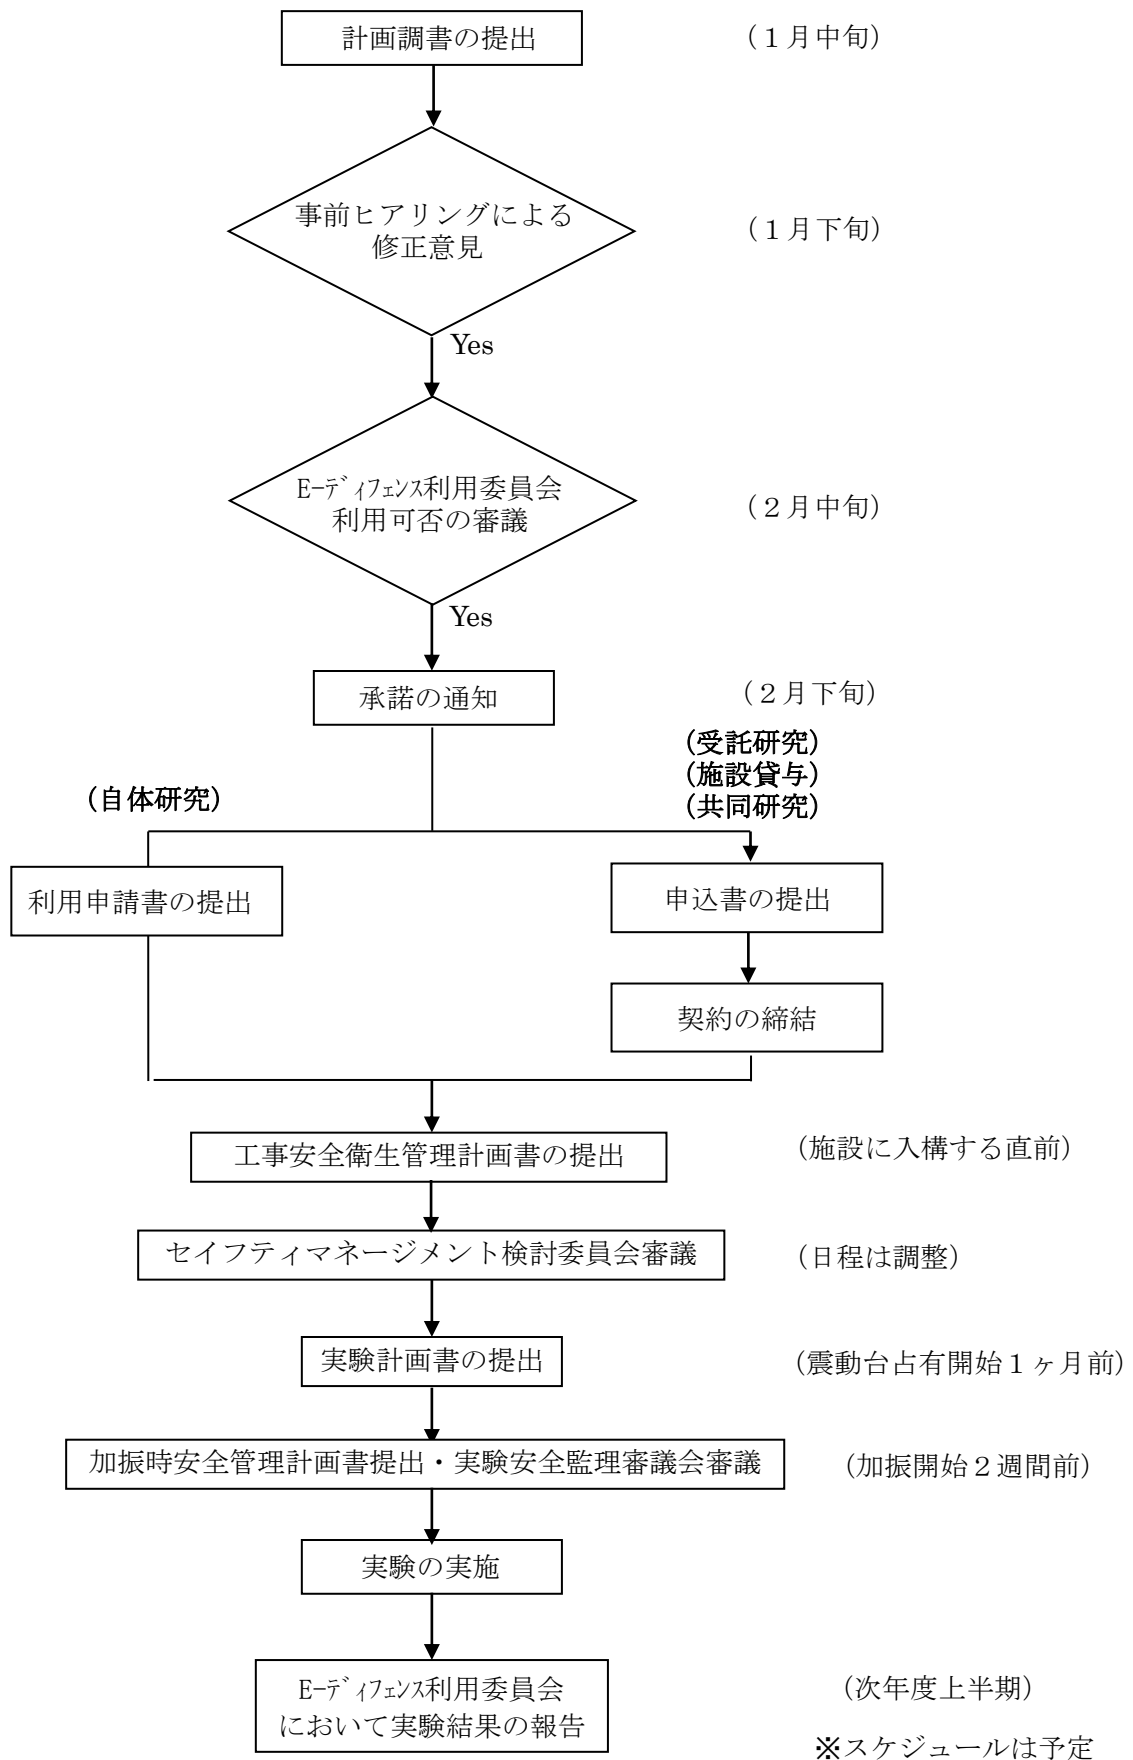 計画調書の提出
(１月中旬)
事前ヒアリングによる
修正意見
(１月下旬)
Yes
E-ﾃﾞｨﾌｪﾝｽ利用委員会
利用可否の審議
(２月中旬)
Yes
承諾の通知
(２月下旬)
(受託研究)
(施設貸与)
(共同研究)
(自体研究)
利用申請書の提出
申込書の提出
契約の締結
工事安全衛生管理計画書の提出
(施設に入構する直前)
セイフティマネージメント検討委員会審議
(日程は調整)
実験計画書の提出
(震動台占有開始１ヶ月前)
加振時安全管理計画書提出・実験安全監理審議会審議
(加振開始２週間前)
実験の実施
E-ﾃﾞｨﾌｪﾝｽ利用委員会
において実験結果の報告
(次年度上半期)
※スケジュールは予定